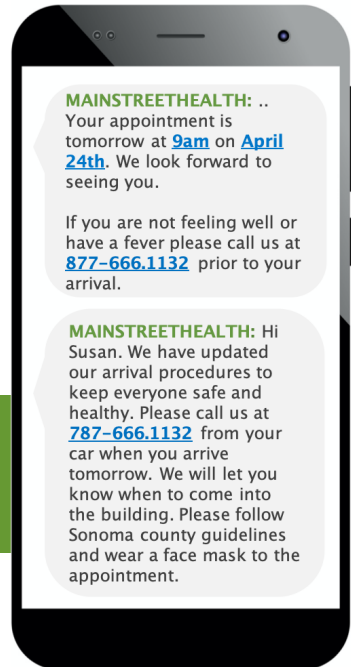 MAINSTREETHEALTH: ..
Your appointment is
tomorrow at 9am on April
24th. We look forward to
seeing you.
If you are not feeling well or
have a fever please call us at
877-666.1132 prior to your
arrival.
MAINSTREETHEALTH: Hi
Susan. We have updated
our arrival procedures to
keep everyone safe and
healthy. Please call us at
787-666.1132 from your
car when you arrive
tomorrow. We will let you
know when to come into
the building. Please follow
Sonoma county guidelines
and wear a face mask to the
appointment.